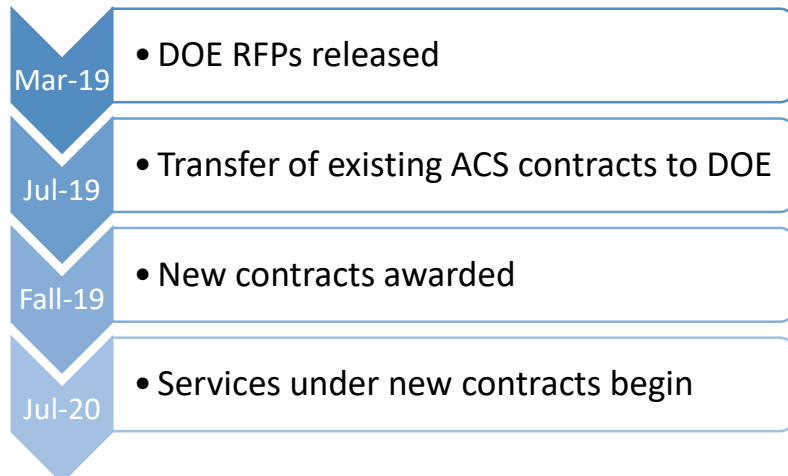 Mar-19
• DOE RFPs released
Jul-19
• Transfer of existing ACS contracts to DOE
Fall-19
• New contracts awarded
Jul-20
• Services under new contracts begin